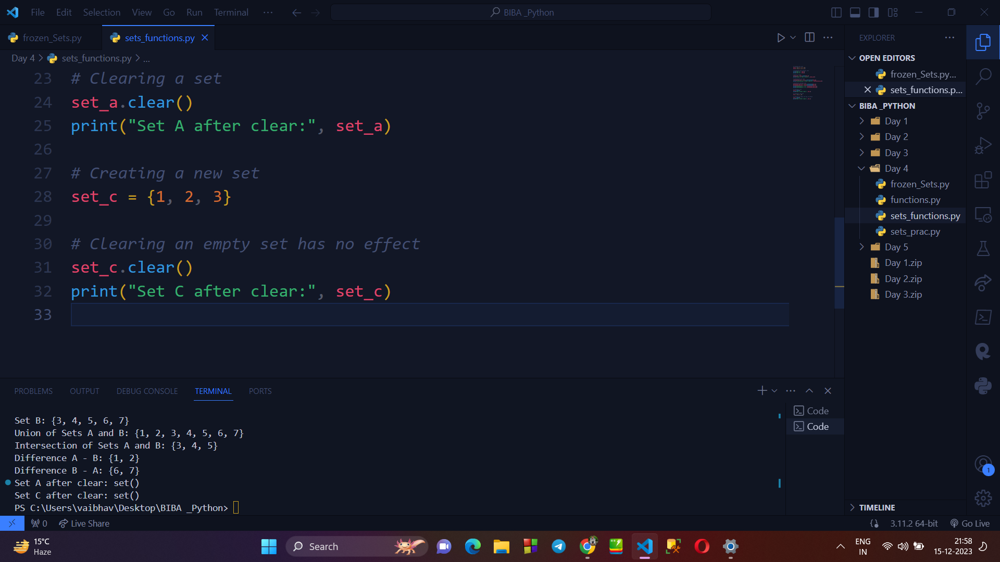 File Edit Selection View Go Run Terminal ··· BIBA _Python
frozen_Sets.py sets_functions.py
Day 4 > sets_functions.py > ...
23 # Clearing a set
24 set_a.clear()
25 print("Set A after clear:", set_a)
26
27 # Creating a new set
28 set_c = {1, 2, 3}
29
30 # Clearing an empty set has no effect
31 set_c.clear()
32 print("Set C after clear:", set_c)
33
PROBLEMS OUTPUT DEBUG CONSOLE TERMINAL PORTS
Set B: {3, 4, 5, 6, 7}
Union of Sets A and B: {1, 2, 3, 4, 5, 6, 7}
Intersection of Sets A and B: {3, 4, 5}
Difference A - B: {1, 2}
Difference B - A: {6, 7}
Set A after clear: set()
Set C after clear: set()
PS C:\Users\vaibhav\Desktop\BIBA _Python>
Code
Code
EXPLORER
OPEN EDITORS
frozen_Sets.py...
sets_functions.p...
BIBA _PYTHON
Day 1
Day 2
Day 3
Day 4
frozen_Sets.py
functions.py
sets_functions.py
sets_prac.py
Day 5
Day 1.zip
Day 2.zip
Day 3.zip
TIMELINE
1
0 Live Share 3.11.2 64-bit Go Live
15°C
Haze
Search
ENG
IN
21:58
15-12-2023